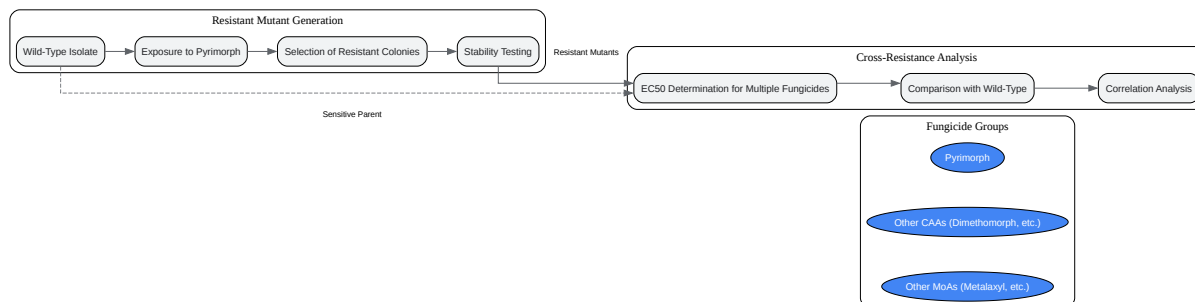 Resistant Mutant Generation
Wild-Type Isolate
Exposure to Pyrimorph
Selection of Resistant Colonies
Stability Testing
Resistant Mutants
Sensitive Parent
Cross-Resistance Analysis
EC50 Determination for Multiple Fungicides
Comparison with Wild-Type
Correlation Analysis
Fungicide Groups
Pyrimorph
Other CAAs (Dimethomorph, etc.)
Other MoAs (Metalaxyl, etc.)